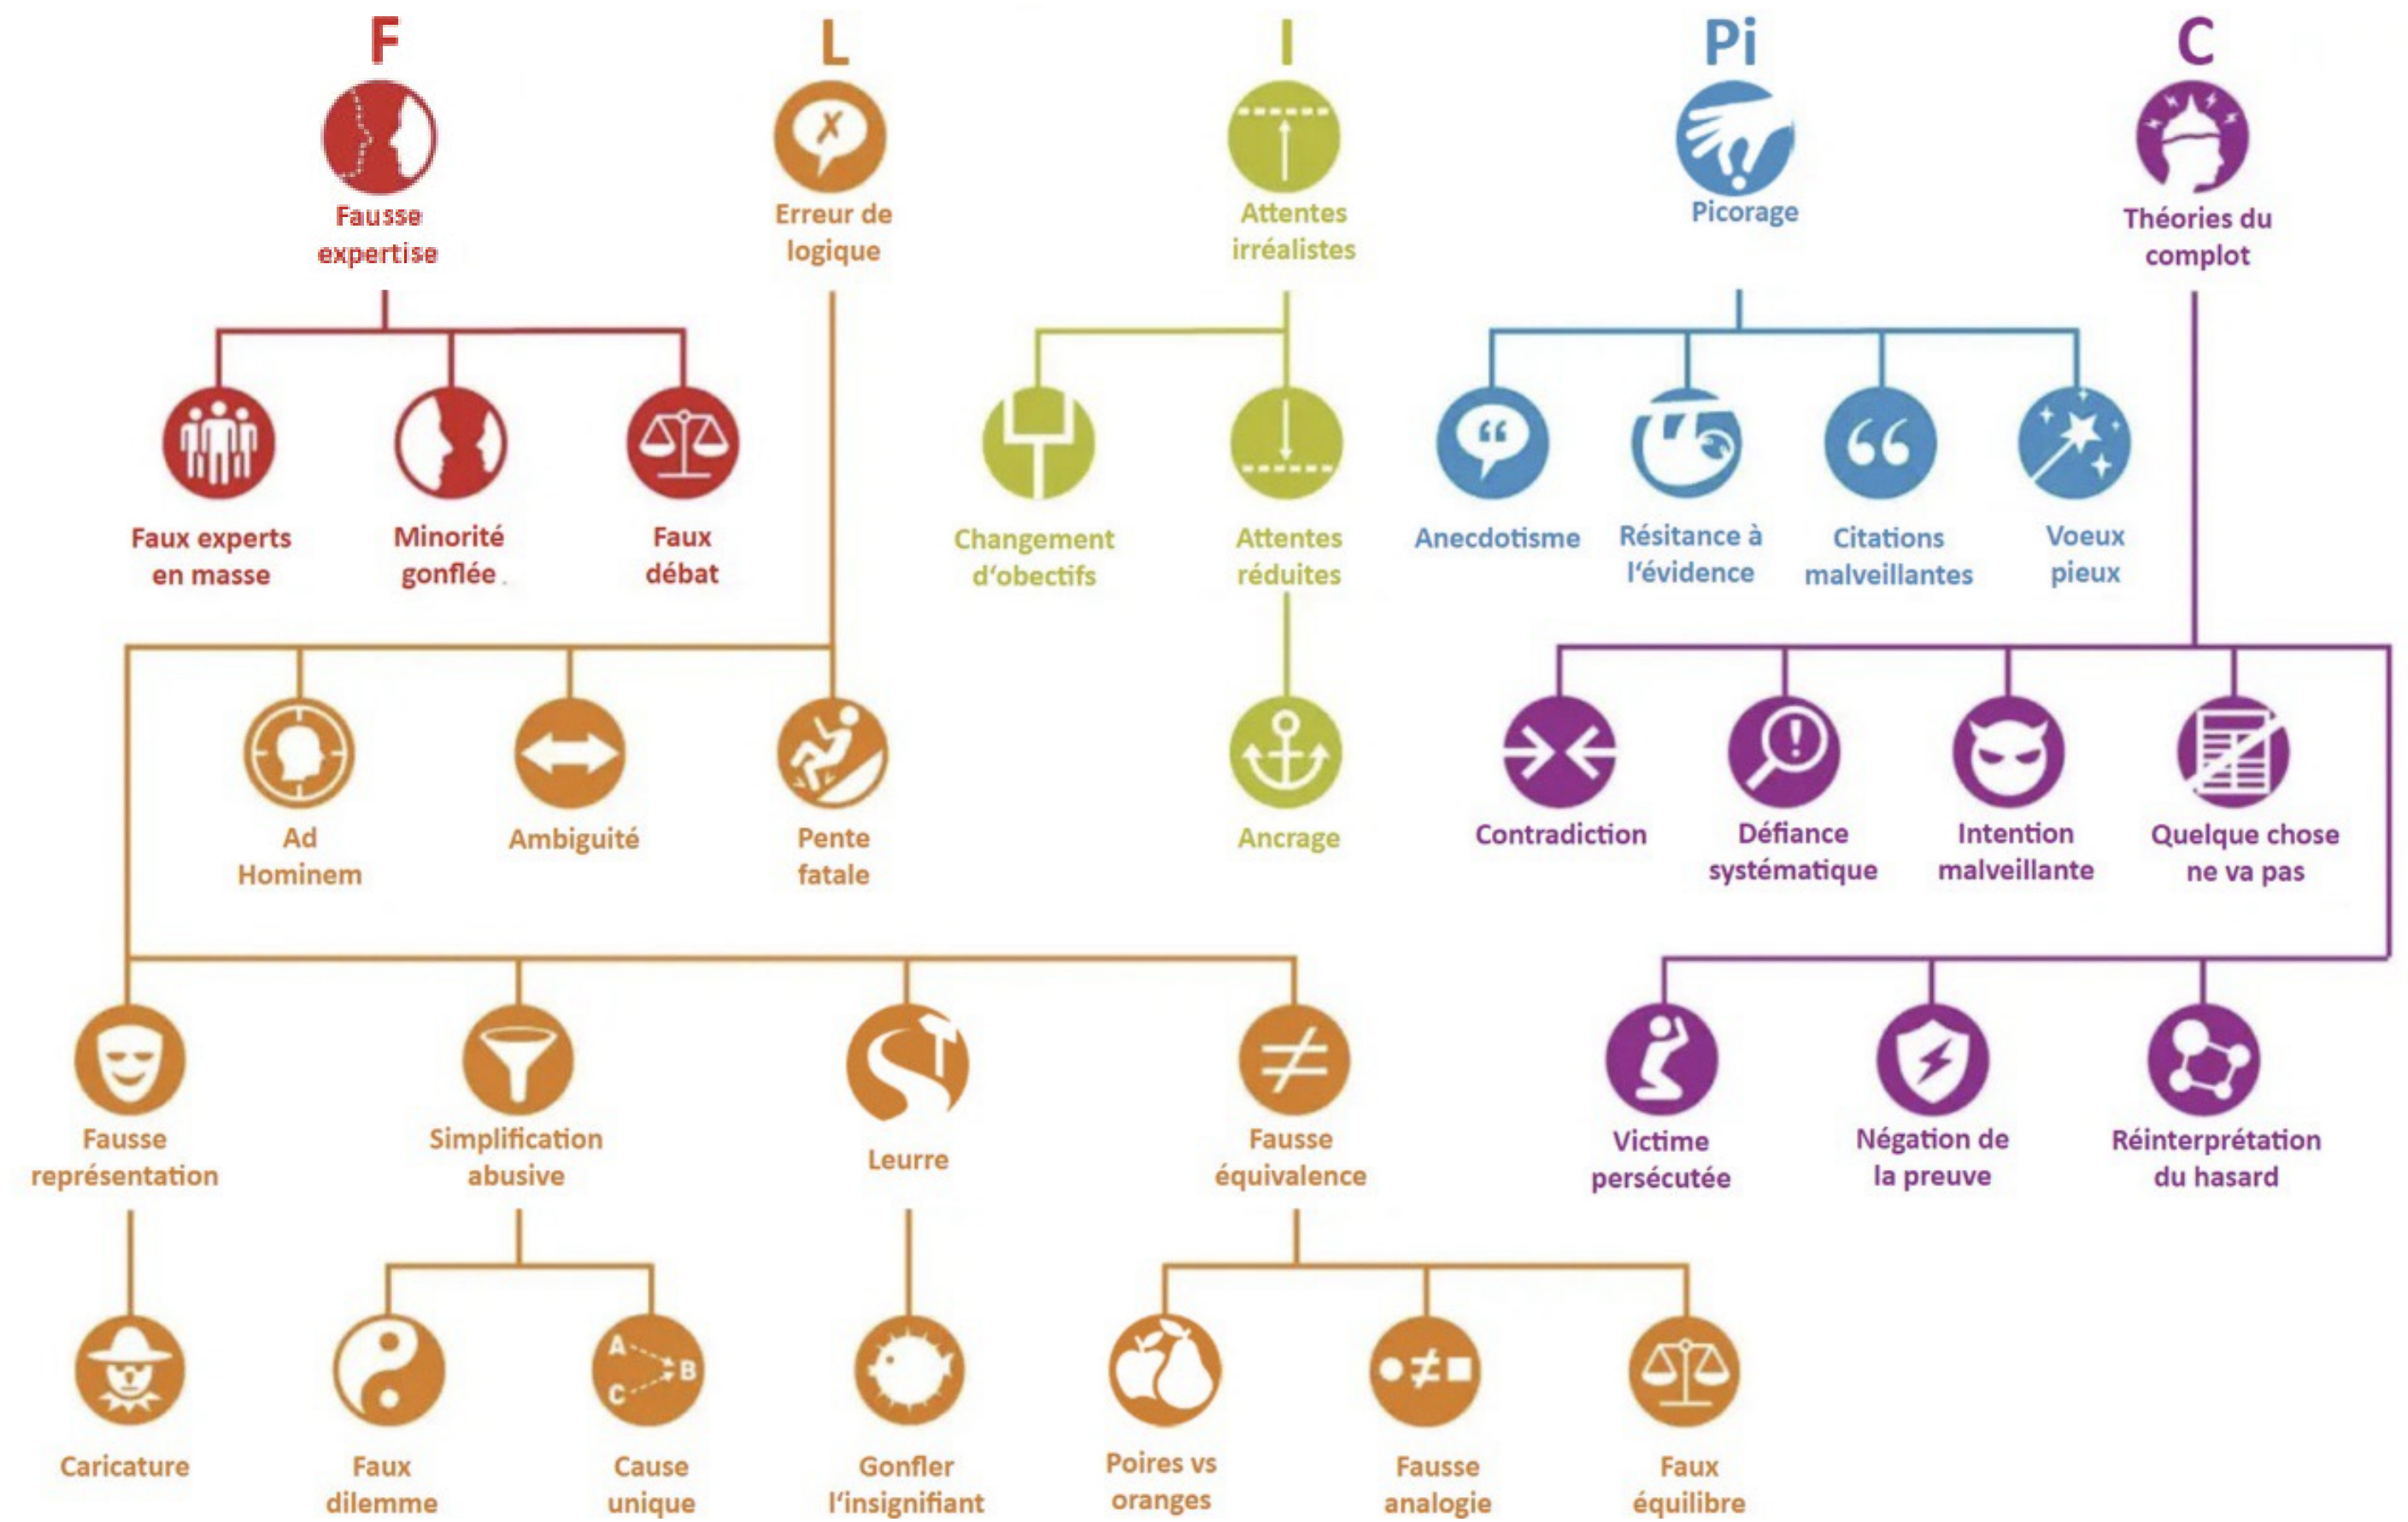 F
L
I
Pi
C
Fausse
expertise
Erreur de
logique
Attentes
irréalistes
Picorage
Théories du
complot
Faux experts
en masse
Minorité
gonflée
Faux
débat
Changement
d'obectifs
Attentes
réduites
Anecdotisme
Résitance à
l'évidence
Citations
malveillantes
Voeux
pieux
Ad
Hominem
Ambiguité
Pente
fatale
Ancrage
Contradiction
Défiance
systématique
Intention
malveillante
Quelque chose
ne va pas
Fausse
représentation
Simplification
abusive
Leurre
Fausse
équivalence
Victime
persécutée
Négation de
la preuve
Réinterprétation
du hasard
A
B
C
Caricature
Faux
dilemme
Cause
unique
Gonfler
l'insignifiant
Poires vs
oranges
Fausse
analogie
Faux
équilibre